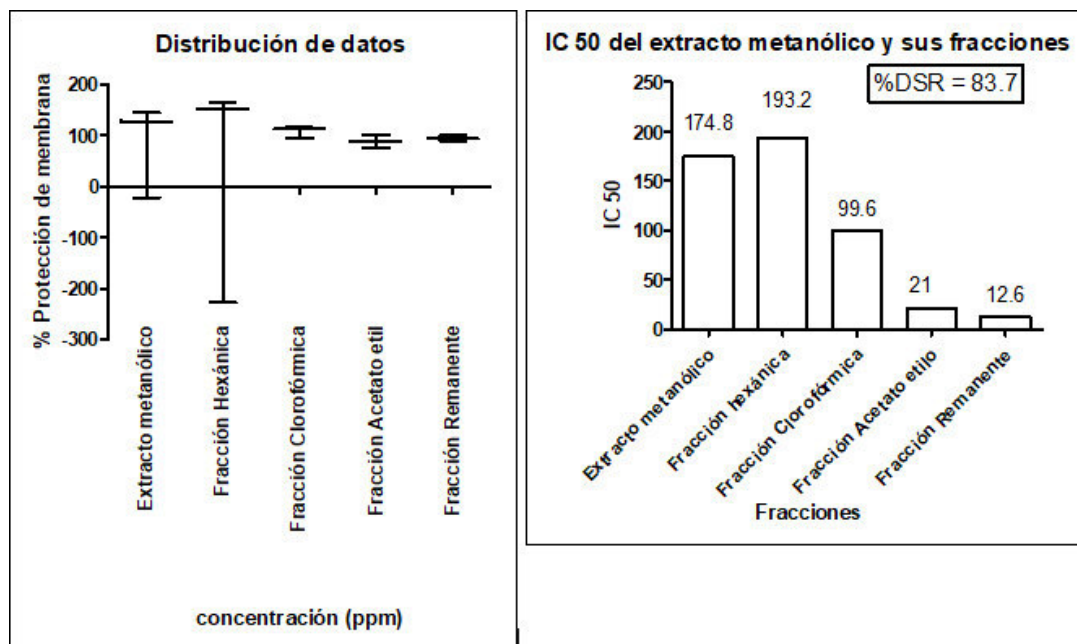 Distribución de datos
% Protección de membrana
200
100
0
-100
-200
-300
Extracto metanólico
Fracción Hexánica
Fracción Clorofórmica
Fracción Acetato etil
Fracción Remanente
concentración (ppm)
IC 50 del extracto metanólico y sus fracciones
%DSR = 83.7
IC 50
250
200
150
100
50
0
174.8
193.2
99.6
21
12.6
Extracto metanólico
Fracción hexánica
Fracción Clorofórmica
Fracción Acetato etilo
Fracción Remanente
Fracciones